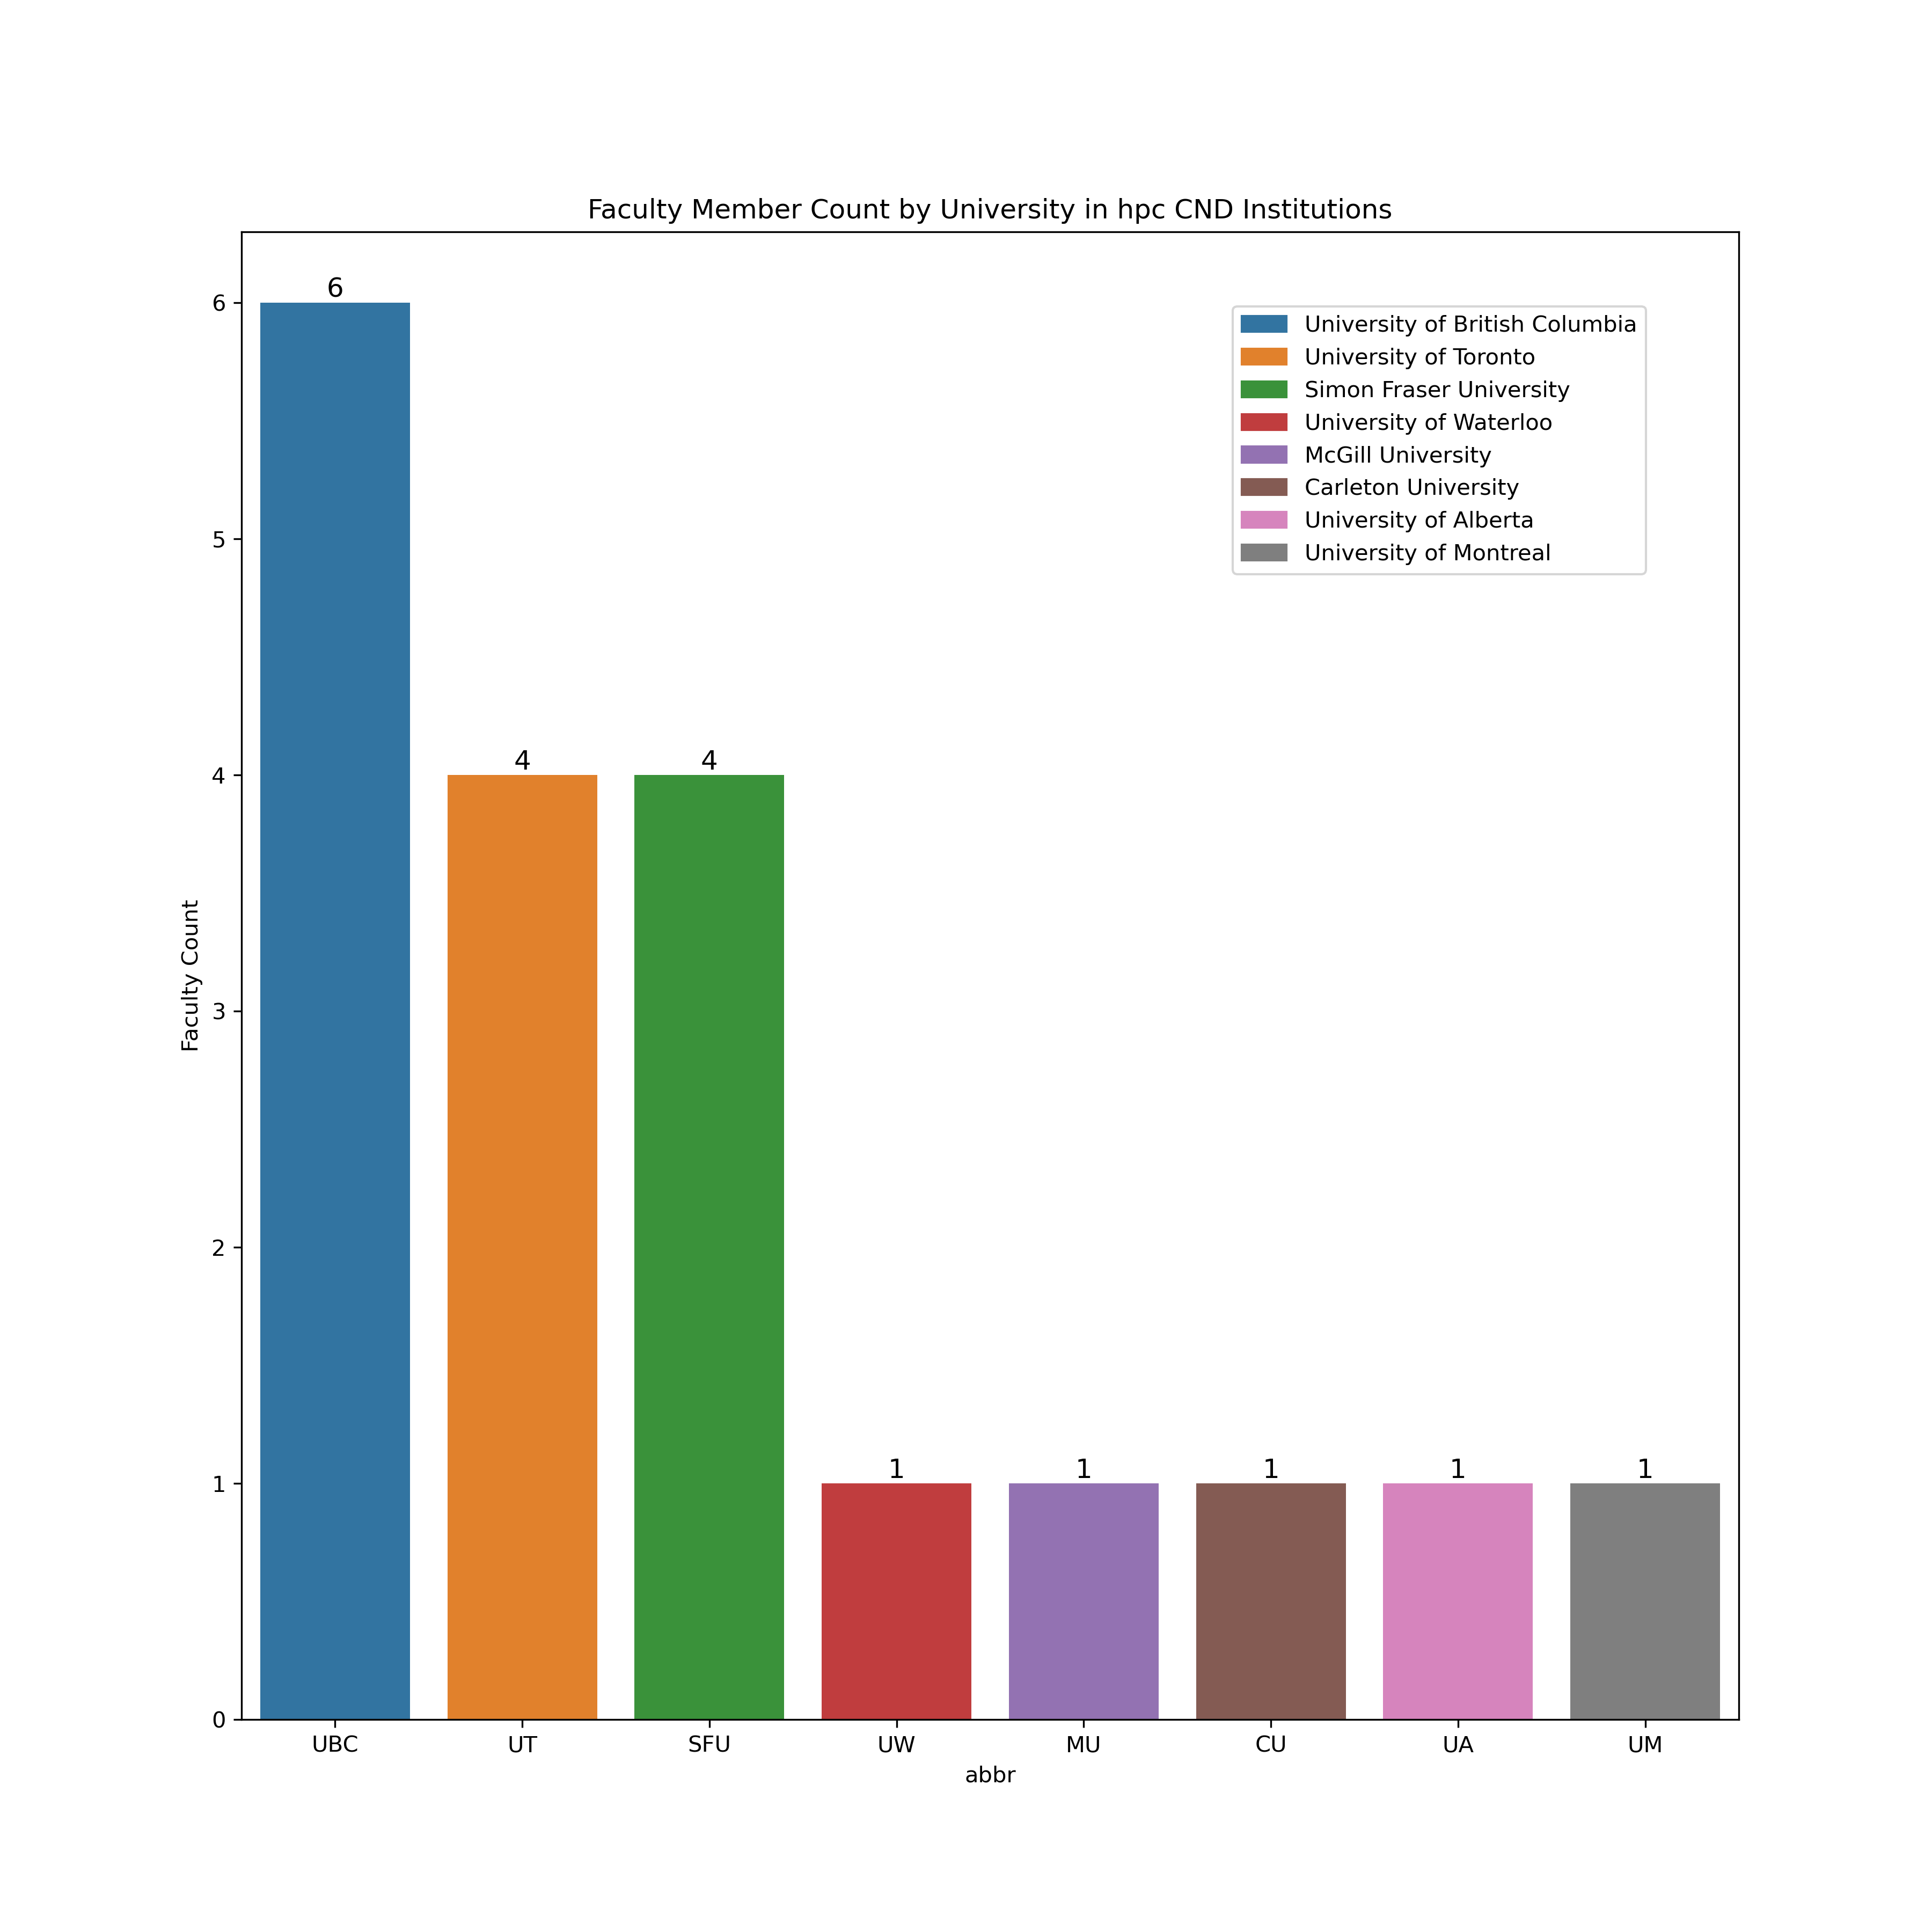 Faculty Member Count by University in hpc CND Institutions
6
6
University of British Columbia
University of Toronto
Simon Fraser University
University of Waterloo
McGill University
Carleton University
University of Alberta
University of Montreal
5
4
4
4
3
Faculty Count
2
1
1
1
1
1
1
0
UBC UT SFU UW MU CU UA UM
abbr